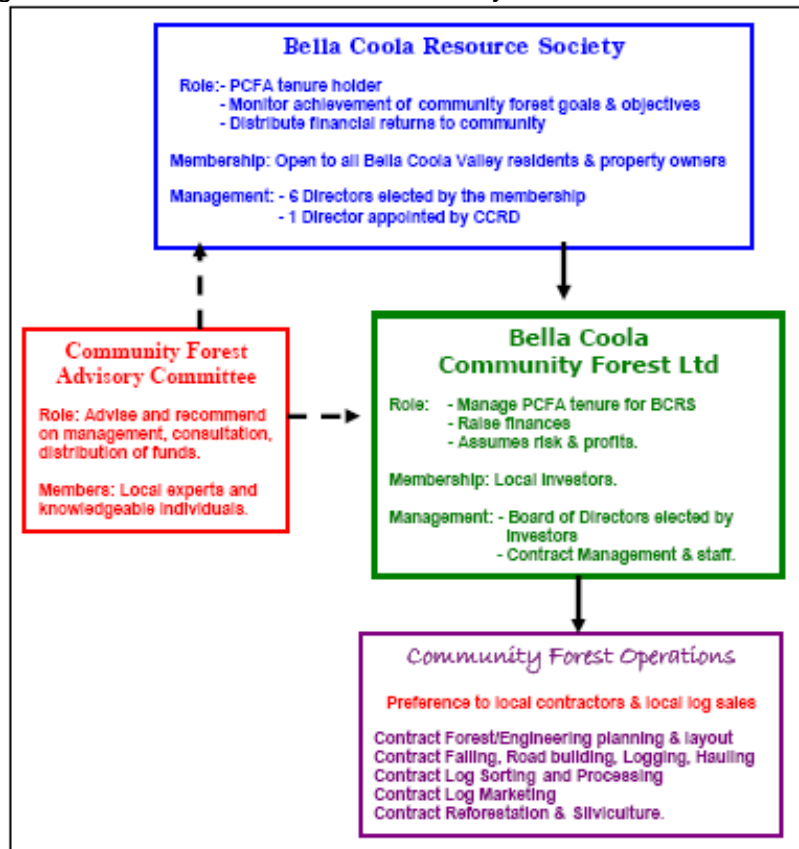 Bella Coola Resource Society
Role:- PCFA tenure holder
- Monitor achievement of community forest goals & objectives
- Distribute financial returns to community
Membership: Open to all Bella Coola Valley residents & property owners
Management: - 6 Directors elected by the membership
- 1 Director appointed by CCRD
Community Forest
Advisory Committee
Role: Advise and recommend
on management, consultation,
distribution of funds.
Members: Local experts and
knowledgeable individuals.
Bella Coola
Community Forest Ltd
Role: - Manage PCFA tenure for BCRS
- Raise finances
- Assumes risk & profits.
Membership: Local Investors.
Management: - Board of Directors elected by
Investors
- Contract Management & staff.
Community Forest Operations
Preference to local contractors & local log sales
Contract Forest/Engineering planning & layout
Contract Falling, Road building, Logging, Hauling
Contract Log Sorting and Processing
Contract Log Marketing
Contract Reforestation & Silviculture.